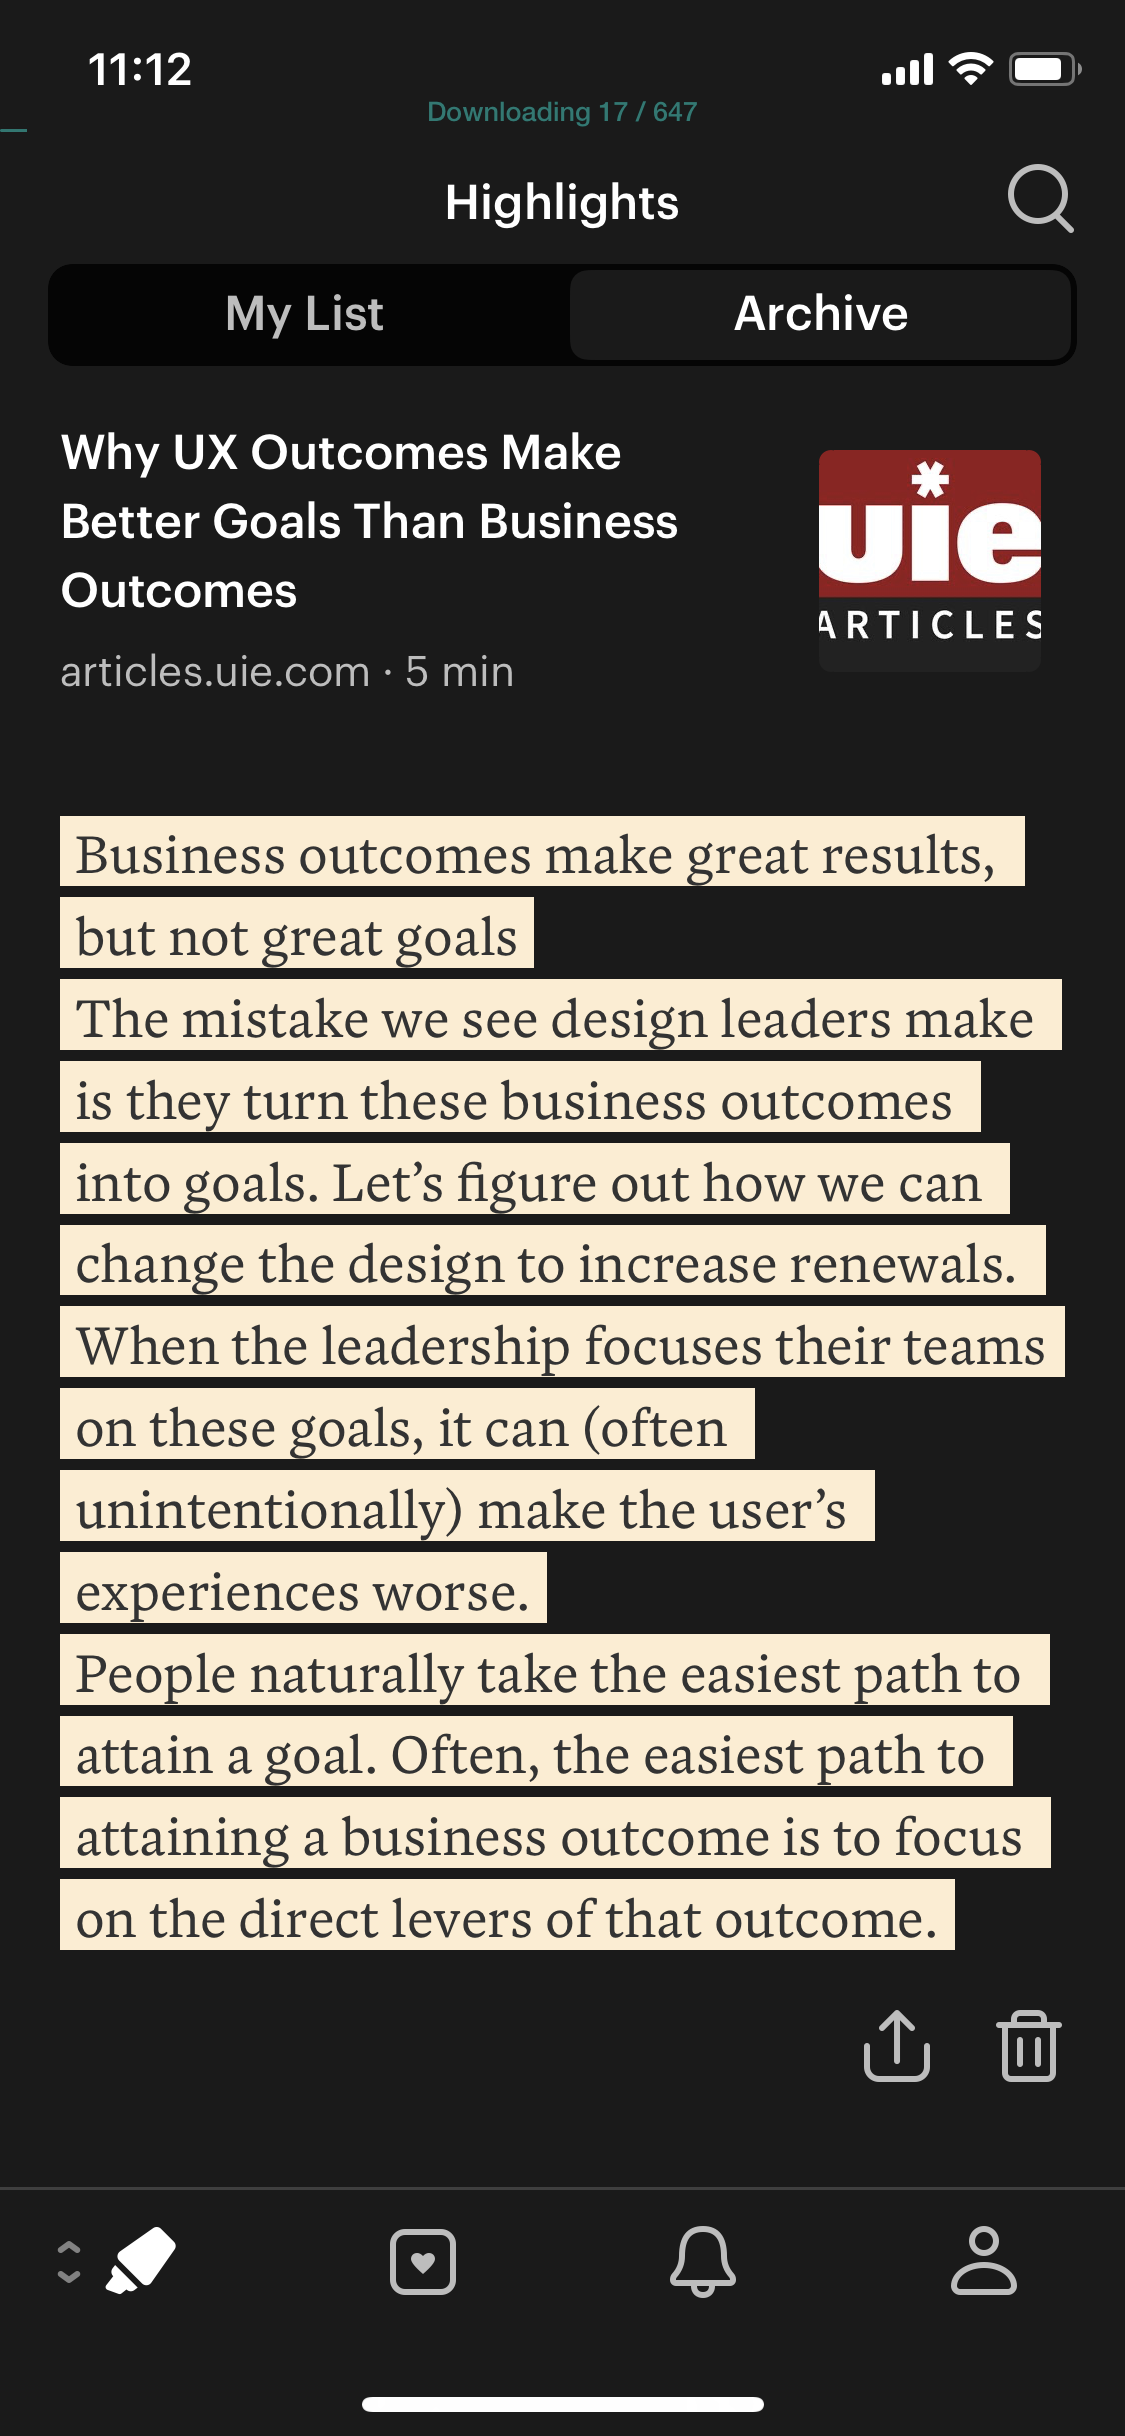 11:12
Downloading 17 / 647
Highlights
My List
Archive
Why UX Outcomes Make
Better Goals Than Business
Outcomes
articles.uie.com · 5 min
uie
ARTICLES
Business outcomes make great results,
but not great goals
The mistake we see design leaders make
is they turn these business outcomes
into goals. Let’s figure out how we can
change the design to increase renewals.
When the leadership focuses their teams
on these goals, it can (often
unintentionally) make the user’s
experiences worse.
People naturally take the easiest path to
attain a goal. Often, the easiest path to
attaining a business outcome is to focus
on the direct levers of that outcome.